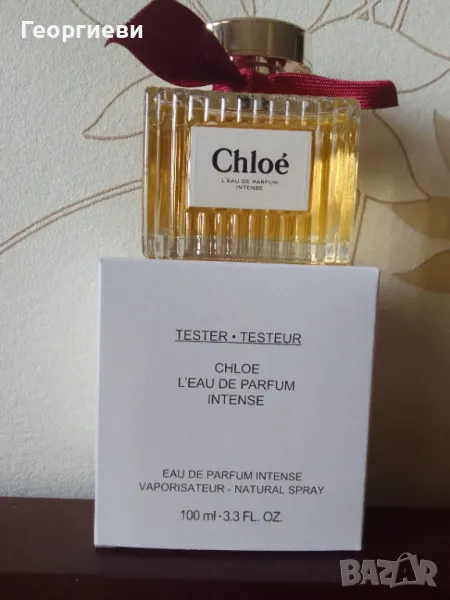 Георгиеви
Chloé
L'EAU DE PARFUM
INTENSE
TESTER • TESTEUR
CHLOE
L'EAU DE PARFUM
INTENSE
EAU DE PARFUM INTENSE
VAPORISATEUR - NATURAL SPRAY
100 ml • 3.3 FL. OZ.
BAZAR